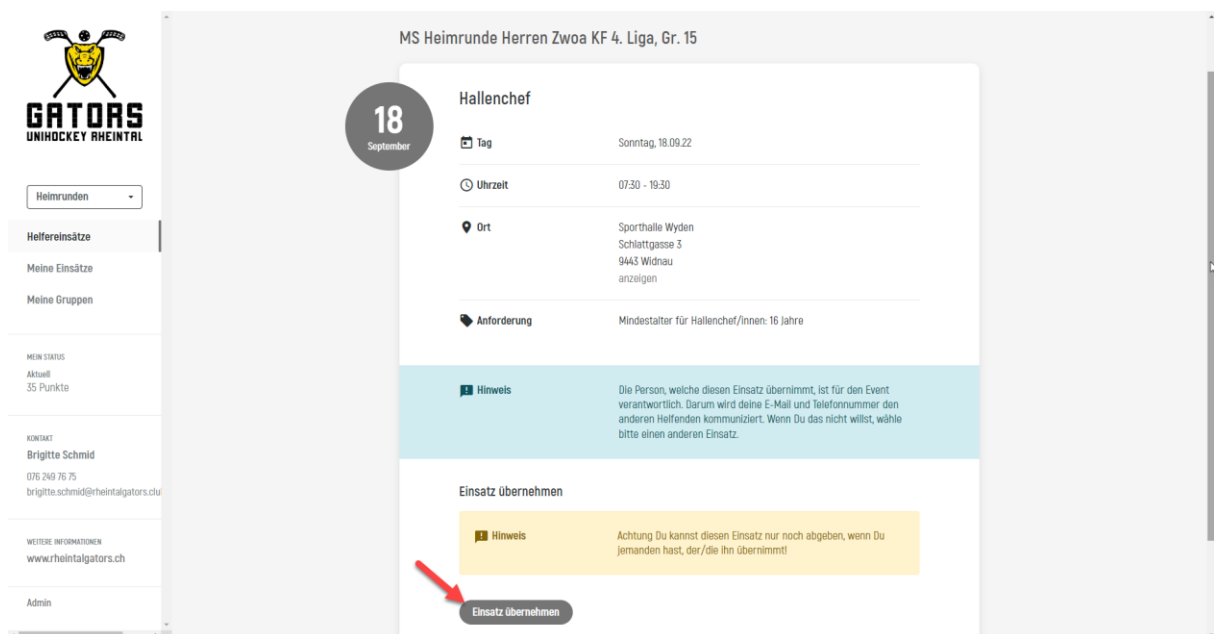 GATORS
UNIHOCKEY RHEINTAL
Heimrunden
Helfereinsätze
Meine Einsätze
Meine Gruppen
MEIN STATUS
Aktuell
35 Punkte
KONTAKT
Brigitte Schmid
076 249 76 75
brigitte.schmid@rheintalgators.clu
WEITERE INFORMATIONEN
www.rheintalgators.ch
Admin
MS Heimrunde Herren Zwoa KF 4. Liga, Gr. 15
18
September
Hallenchef
Tag
Sonntag, 18.09.22
Uhrzeit
07:30 - 19:30
Ort
Sporthalle Wyden
Schlattgasse 3
9443 Widnau
anzeigen
Anforderung
Mindestalter für Hallenchef/innen: 16 Jahre
Hinweis
Die Person, welche diesen Einsatz übernimmt, ist für den Event
verantwortlich. Darum wird deine E-Mail und Telefonnummer den
anderen Helfenden kommuniziert. Wenn Du das nicht willst, wähle
bitte einen anderen Einsatz.
Einsatz übernehmen
Hinweis
Achtung Du kannst diesen Einsatz nur noch abgeben, wenn Du
jemanden hast, der/die ihn übernimmt!
Einsatz übernehmen